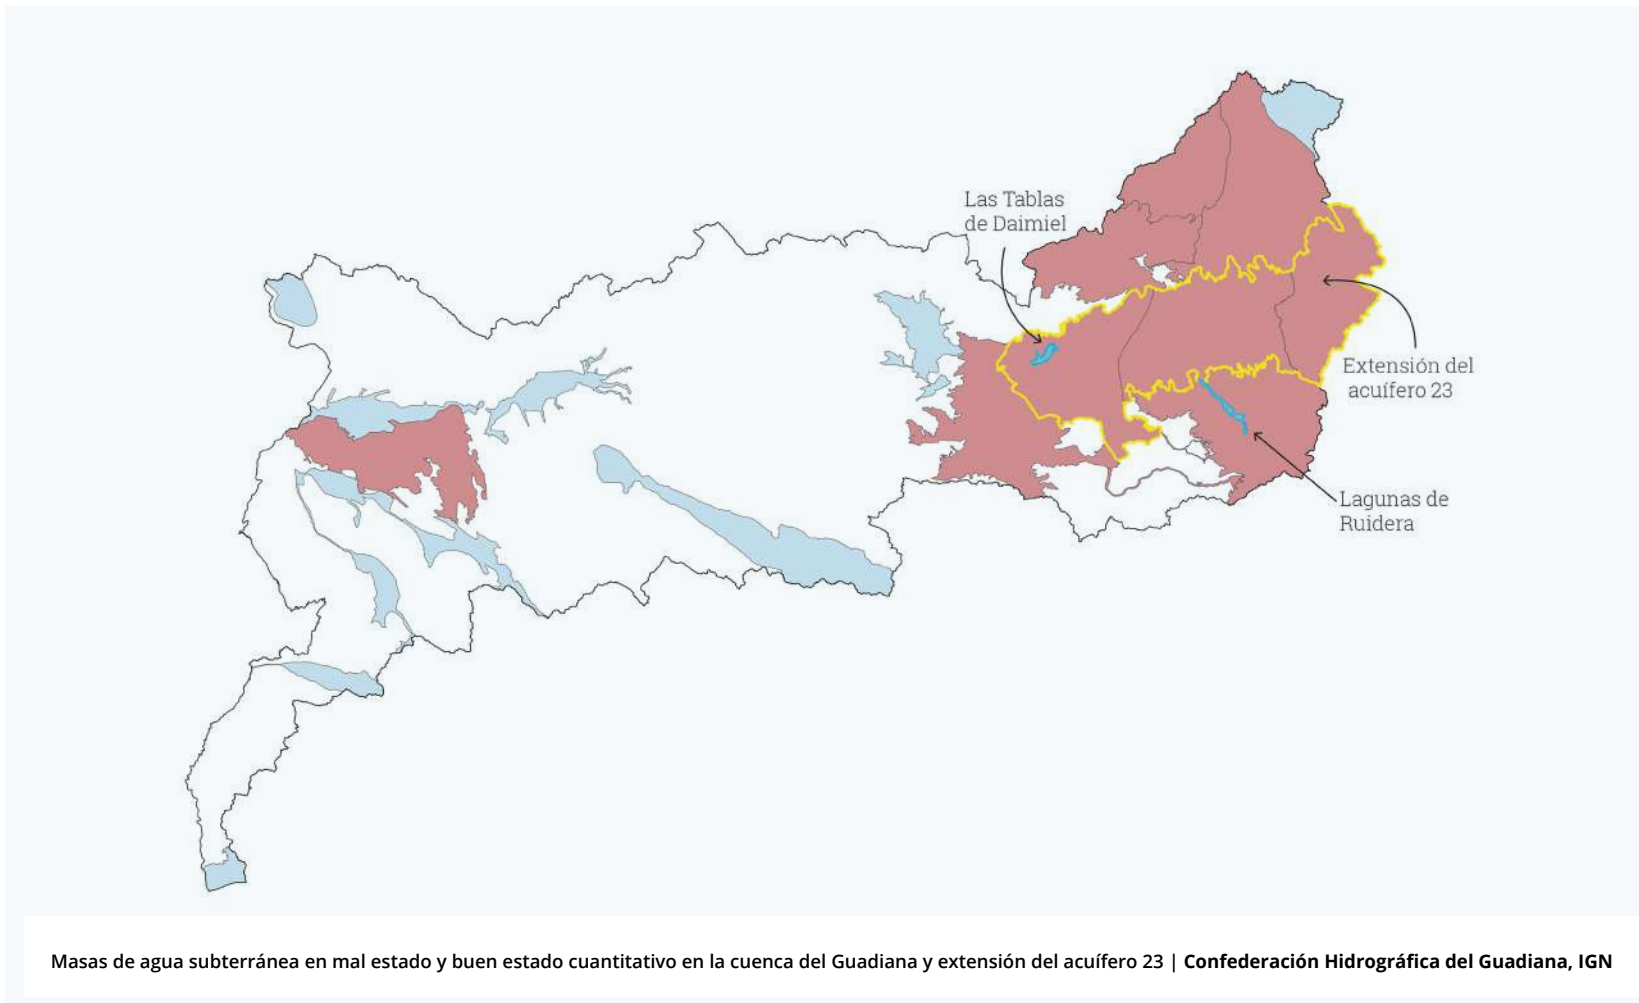 Las Tablas
de Daimiel
Extensión del
acuífero 23
Lagunas de
Ruidera
Masas de agua subterránea en mal estado y buen estado cuantitativo en la cuenca del Guadiana y extensión del acuífero 23 | Confederación Hidrográfica del Guadiana, IGN